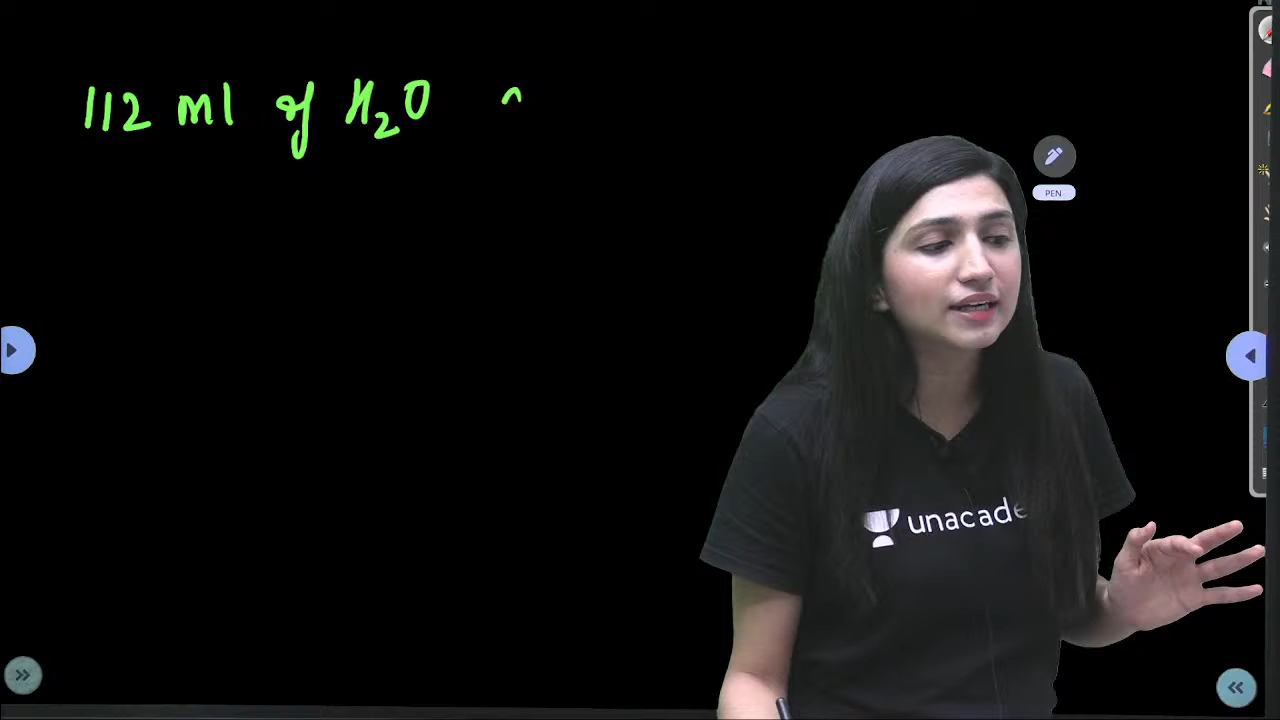 112 ml of H₂O
PEN
unacade